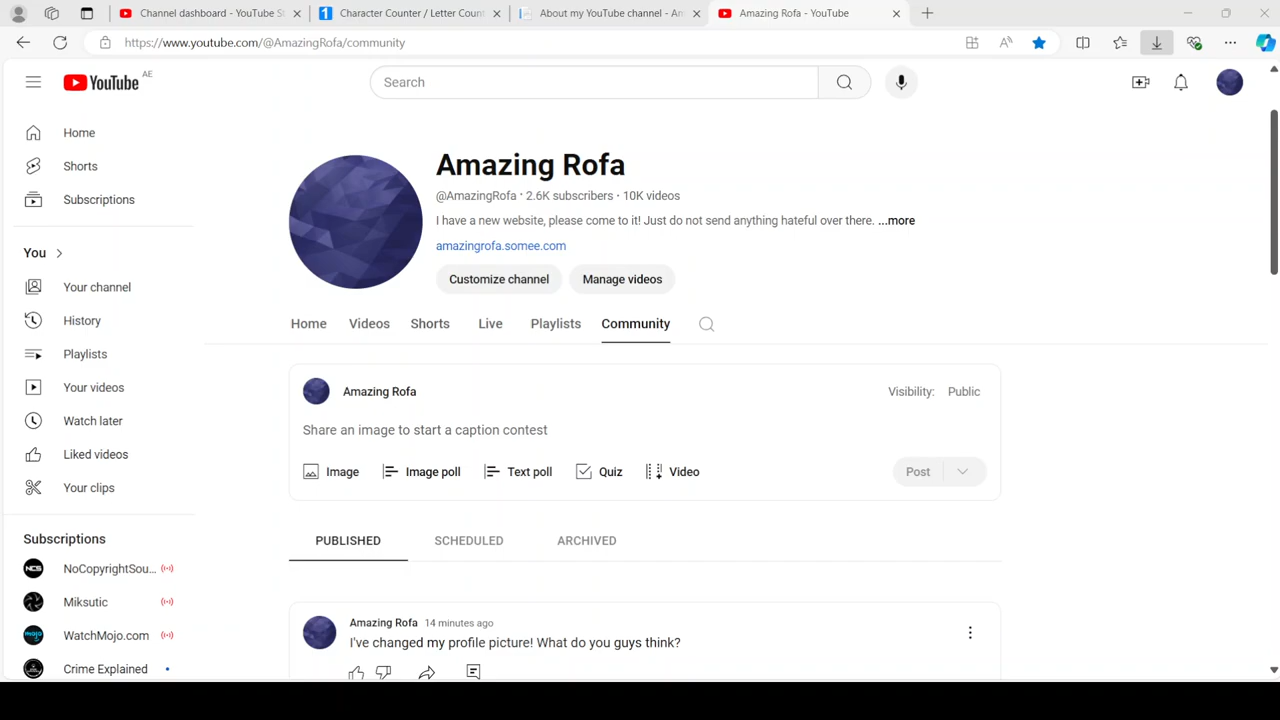 Channel dashboard - YouTube St
Character Counter / Letter Count
About my YouTube channel - Am
Amazing Rofa - YouTube
https://www.youtube.com/@AmazingRofa/community
YouTube AE
Search
Home
Shorts
Subscriptions
You
Your channel
History
Playlists
Your videos
Watch later
Liked videos
Your clips
Subscriptions
NoCopyrightSou...
Miksutic
WatchMojo.com
Crime Explained
Amazing Rofa
@AmazingRofa · 2.6K subscribers · 10K videos
I have a new website, please come to it! Just do not send anything hateful over there. ...more
amazingrofa.somee.com
Customize channel Manage videos
Home Videos Shorts Live Playlists Community
Amazing Rofa Visibility: Public
Share an image to start a caption contest
Image Image poll Text poll Quiz Video Post
PUBLISHED SCHEDULED ARCHIVED
Amazing Rofa 14 minutes ago
I've changed my profile picture! What do you guys think?